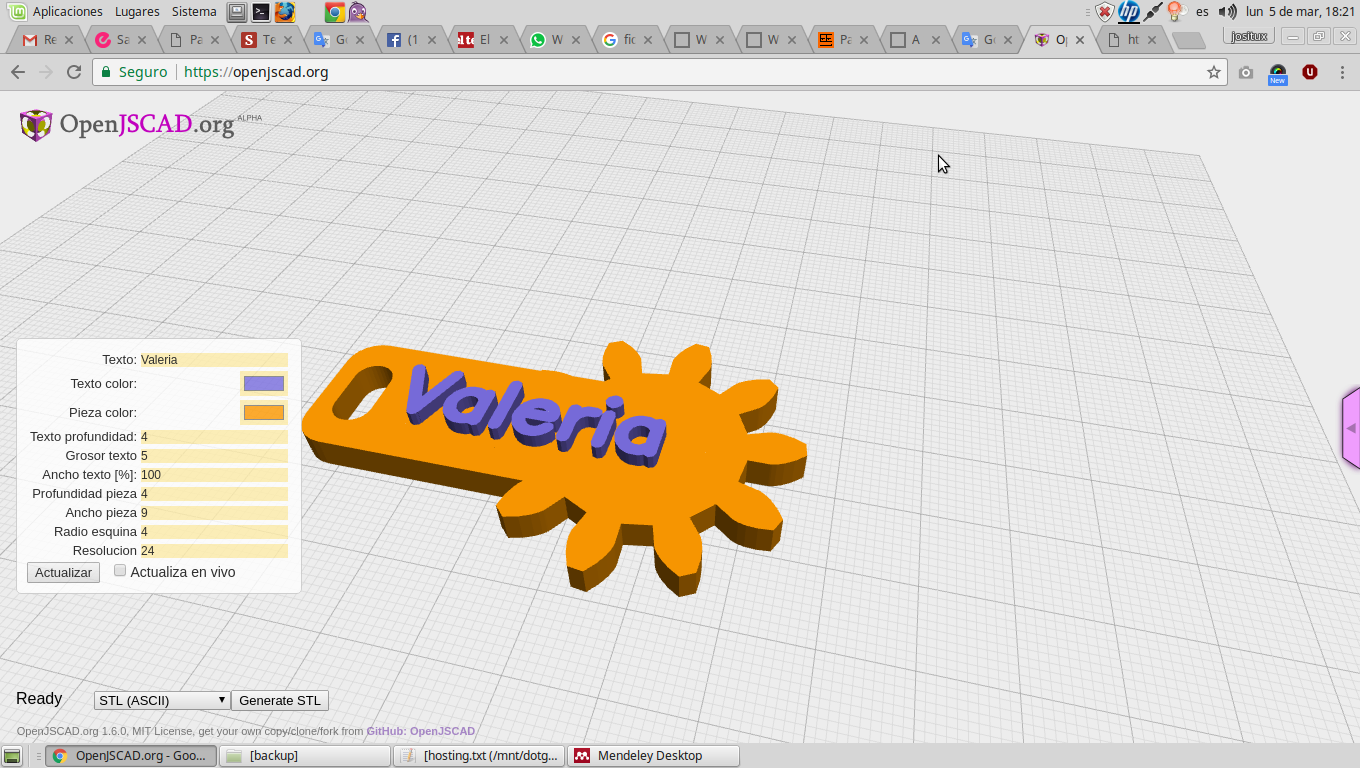 Aplicaciones Lugares Sistema
es lun 5 de mar, 18:21
Re Sa Pa Te Ge (1 El W fic W W Pa A Ge Op ht jositux
Seguro https://openjscad.org New
OpenJSCAD.org ALPHA
Valeria
Texto: Valeria
Texto color:
Pieza color:
Texto profundidad: 4
Grosor texto 5
Ancho texto [%]: 100
Profundidad pieza 4
Ancho pieza 9
Radio esquina 4
Resolucion 24
Actualizar Actualiza en vivo
Ready STL (ASCII) Generate STL
OpenJSCAD.org 1.6.0, MIT License, get your own copy/clone/fork from GitHub: OpenJSCAD
OpenJSCAD.org - Goo... [backup] [hosting.txt (/mnt/dotg... Mendeley Desktop